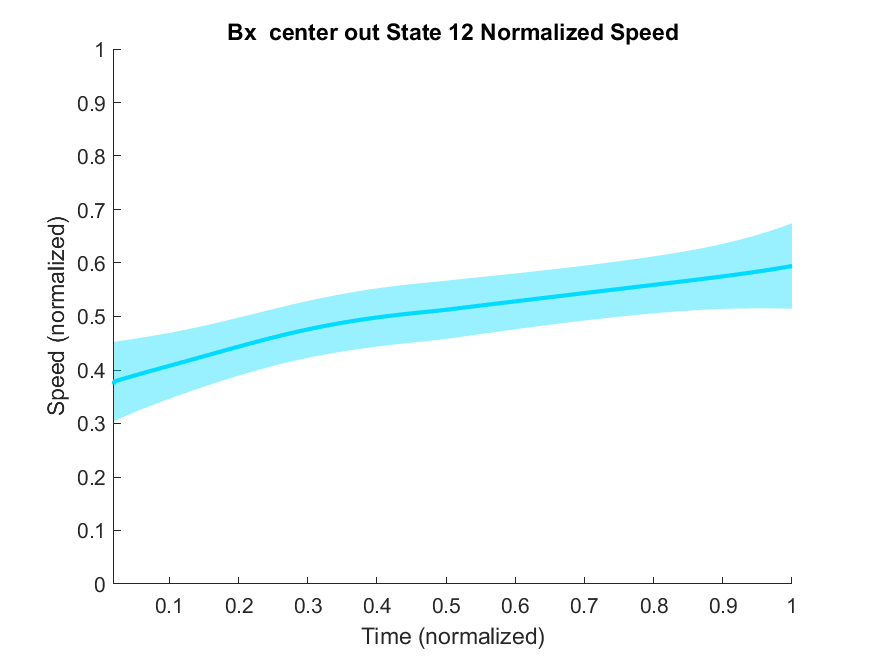 Bx  center out State 12 Normalized Speed
1
0.9
0.8
0.7
0.6
0.5
0.4
0.3
0.2
0.1
0
Speed (normalized)
0.1 0.2 0.3 0.4 0.5 0.6 0.7 0.8 0.9 1
Time (normalized)